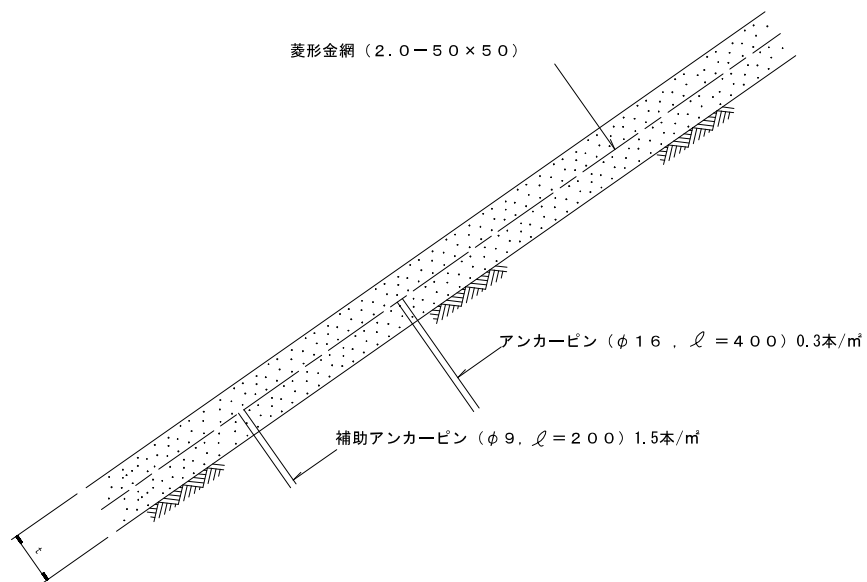 菱形金網（２.０－５０×５０）
アンカーピン（φ１６ , ℓ＝４００）0.3本/㎡
補助アンカーピン（φ９, ℓ＝２００）1.5本/㎡
t